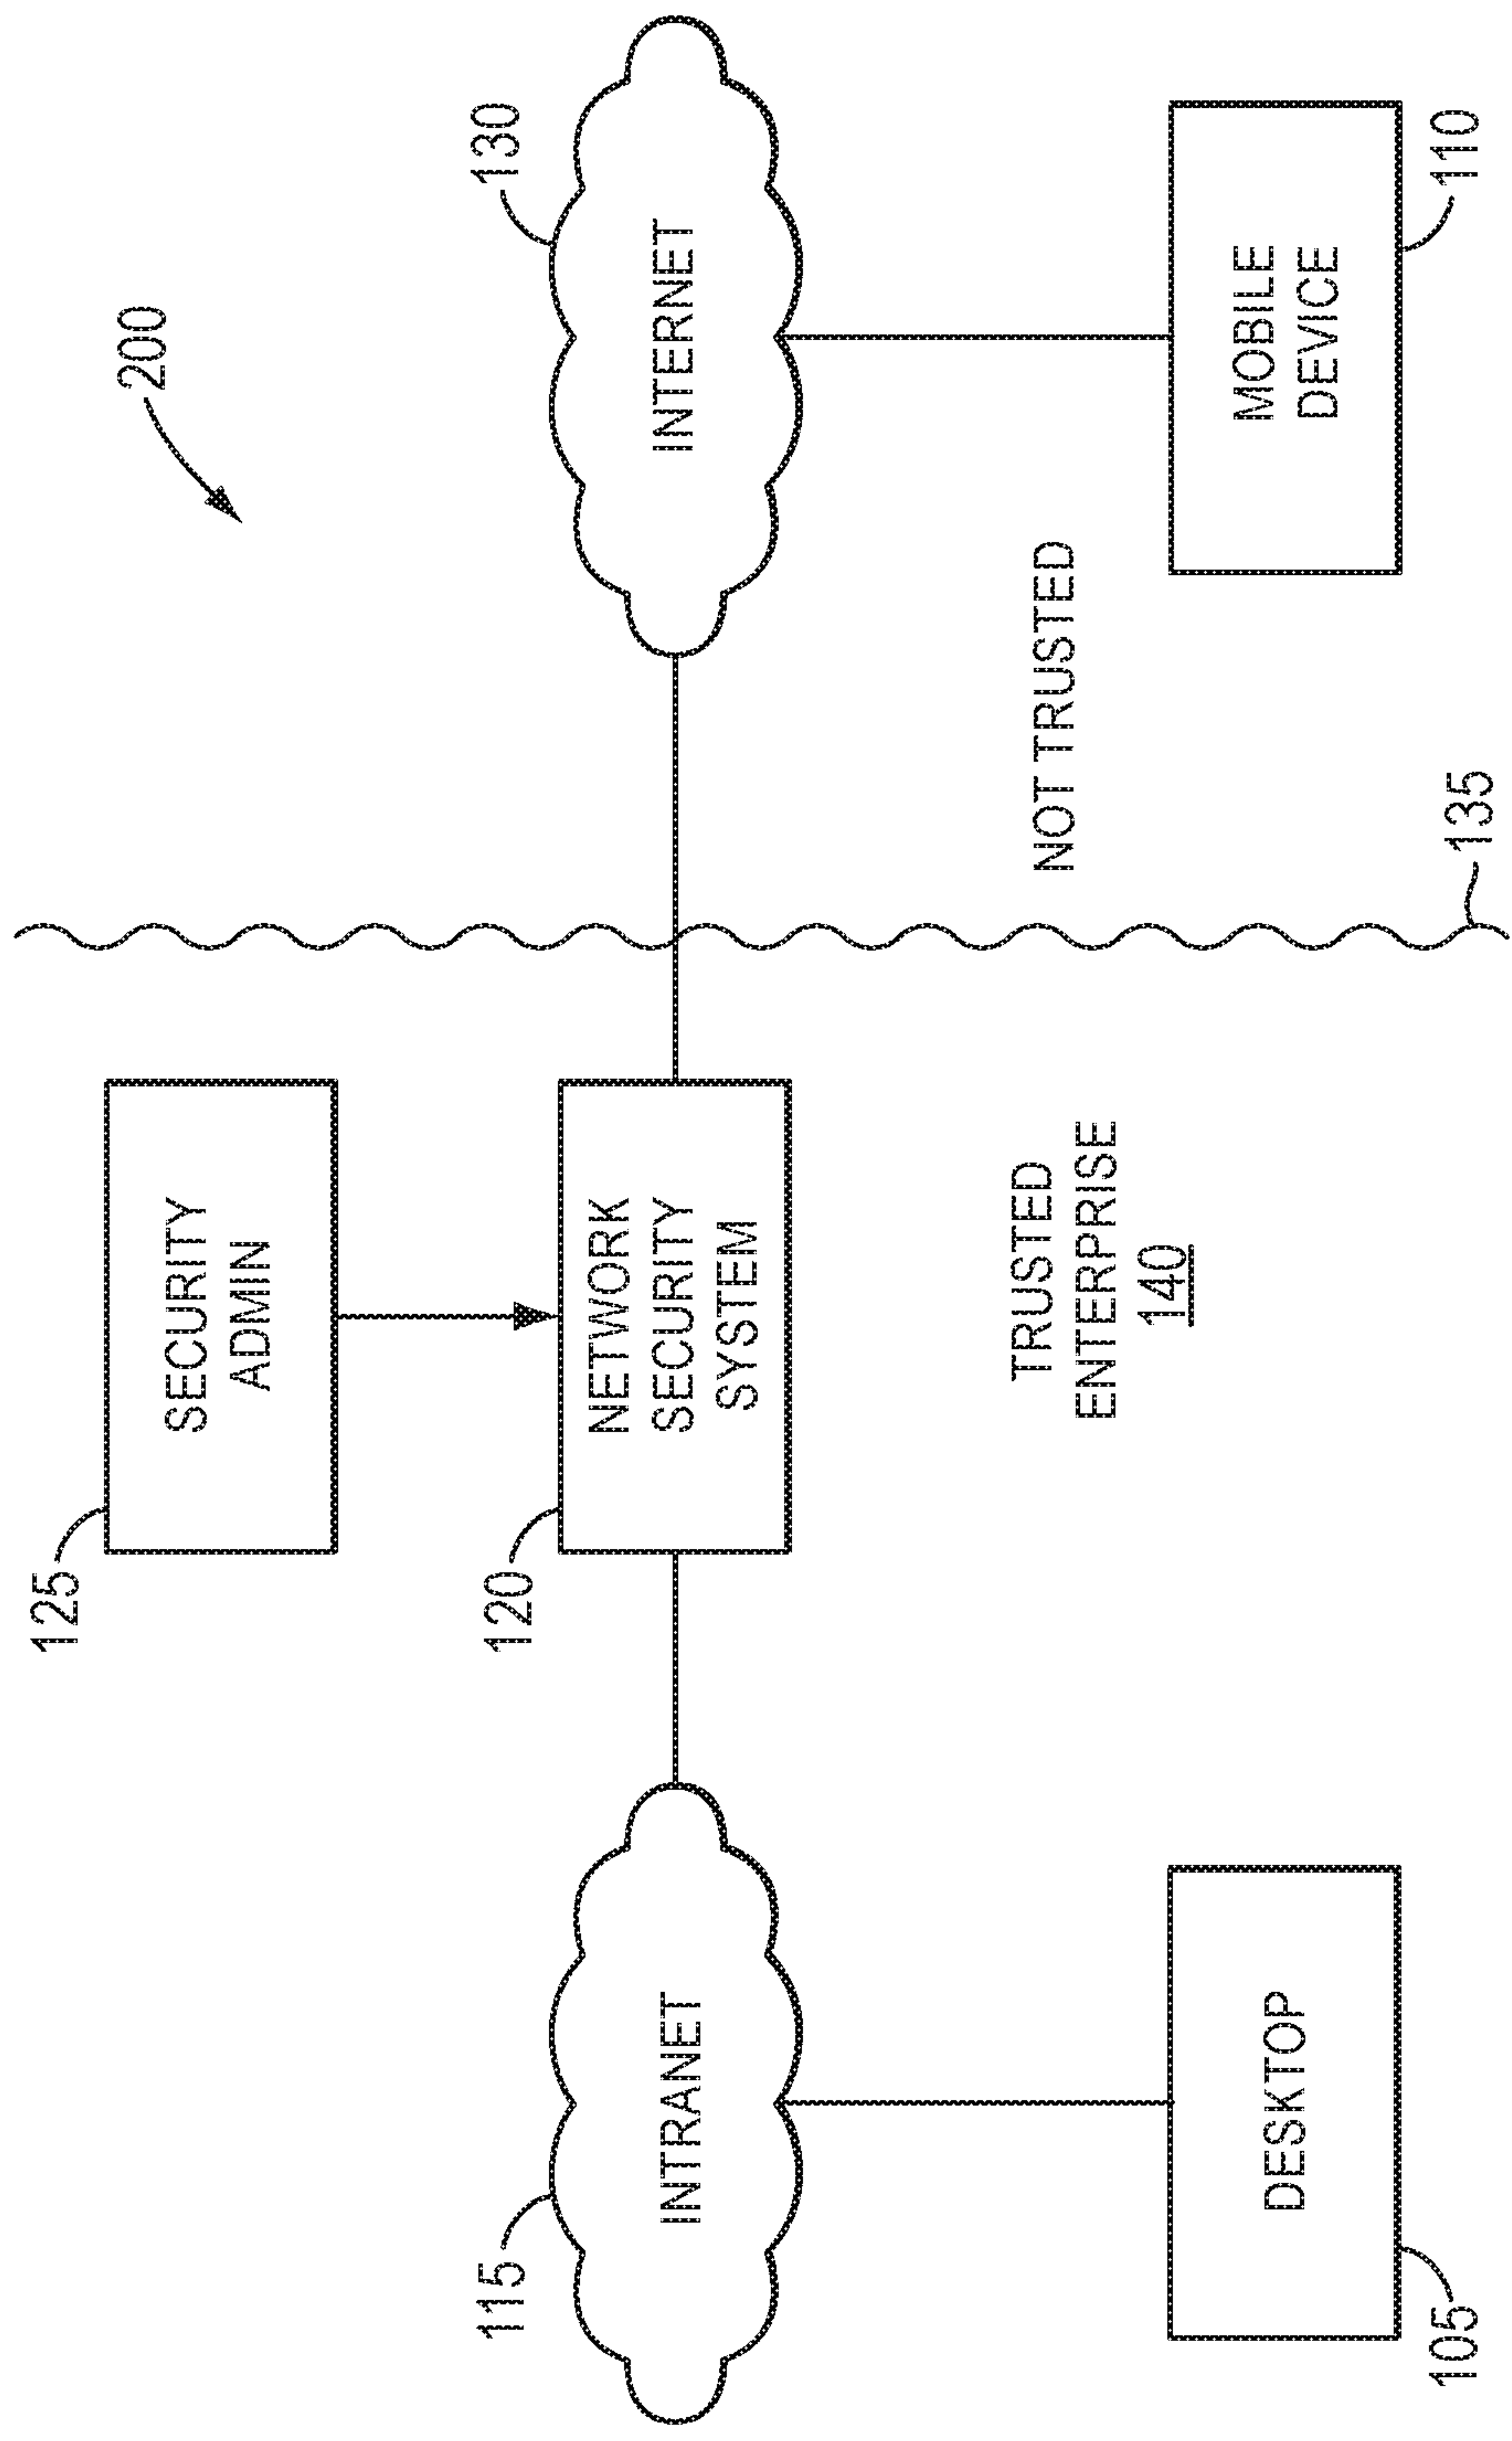 200
125
SECURITY
ADMIN
115
INTRANET
120
NETWORK
SECURITY
SYSTEM
130
INTERNET
TRUSTED
ENTERPRISE
140
NOT TRUSTED
DESKTOP
105
MOBILE
DEVICE
110
135